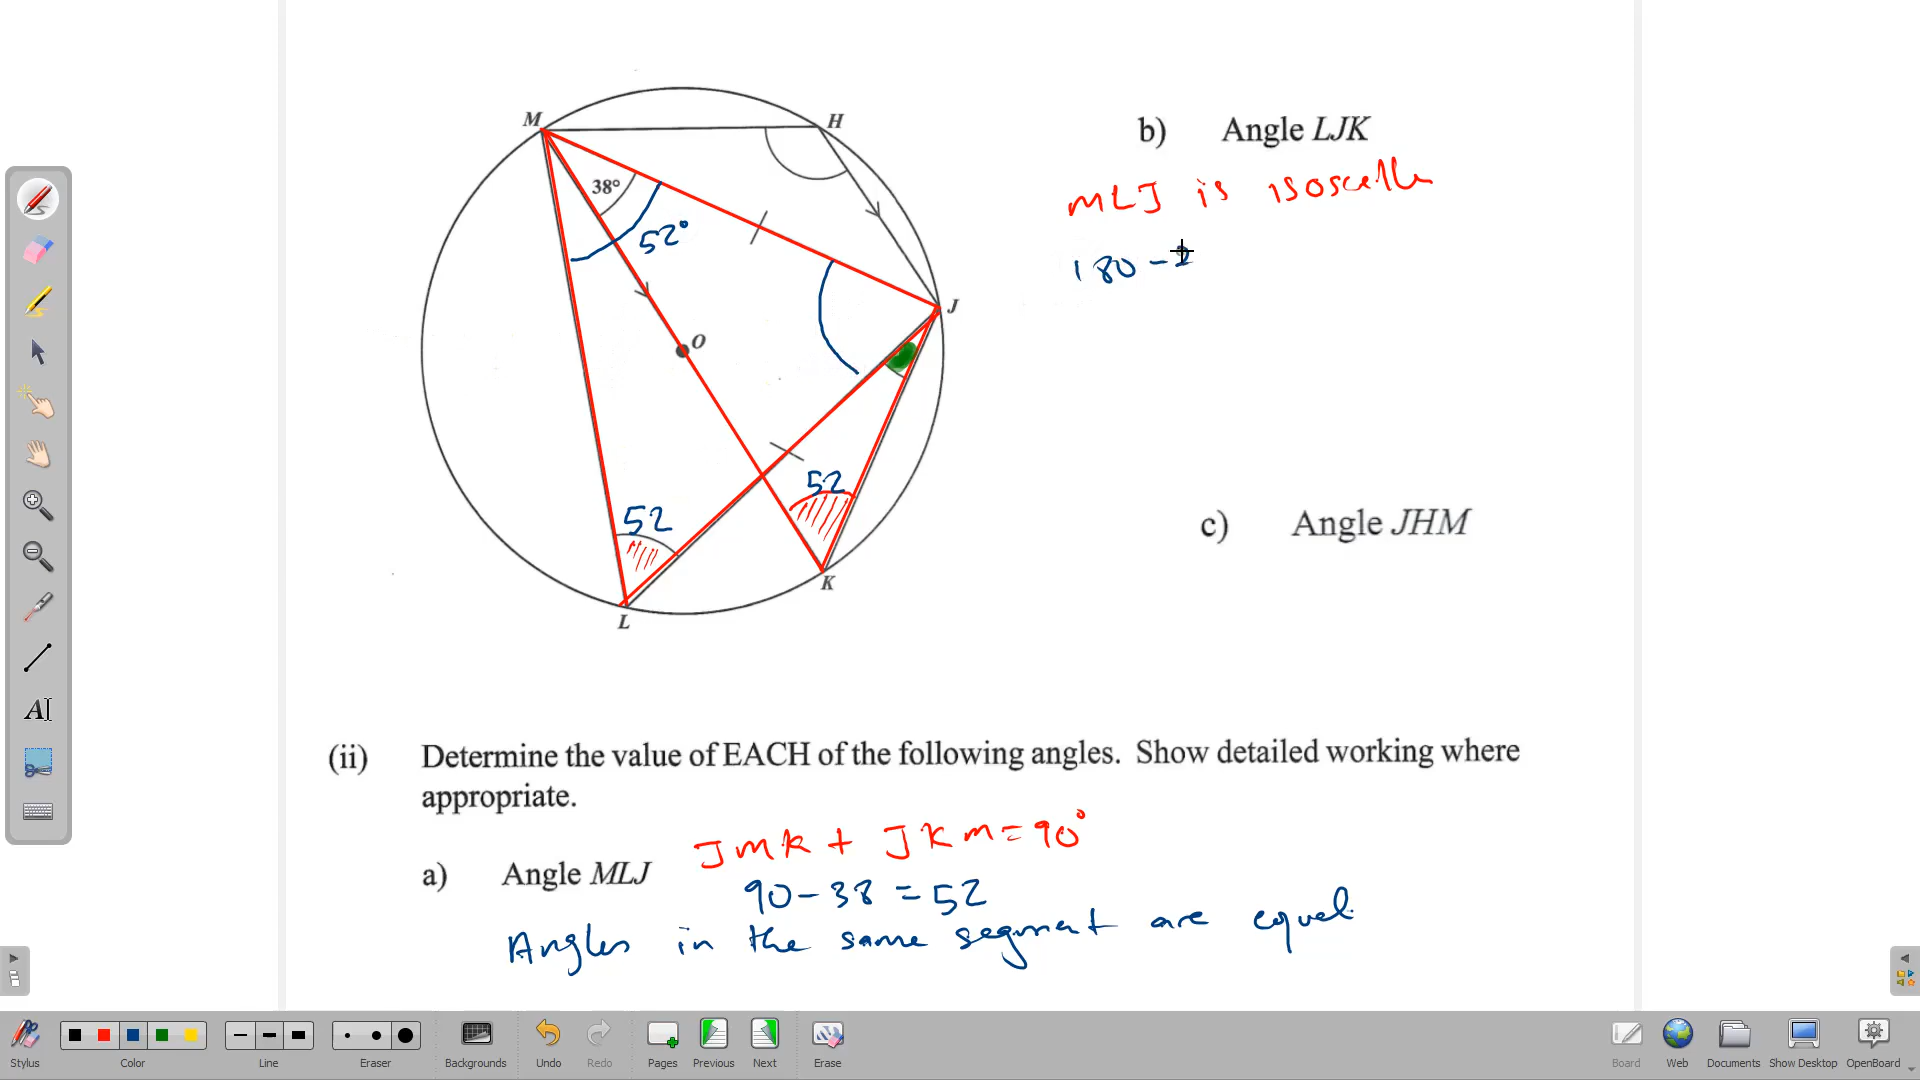 M
H
38°
52°
J
O
52
52
K
L
b) Angle LJK
MLJ is isoscelles
180 - 2
c) Angle JHM
(ii) Determine the value of EACH of the following angles. Show detailed working where
appropriate.
JMK + JKM = 90°
a) Angle MLJ
90 - 38 = 52
Angles in the same segment are equal
Stylus
Color
Line
Eraser
Backgrounds
Undo
Redo
Pages
Previous
Next
Erase
Board
Web
Documents
Show Desktop
OpenBoard